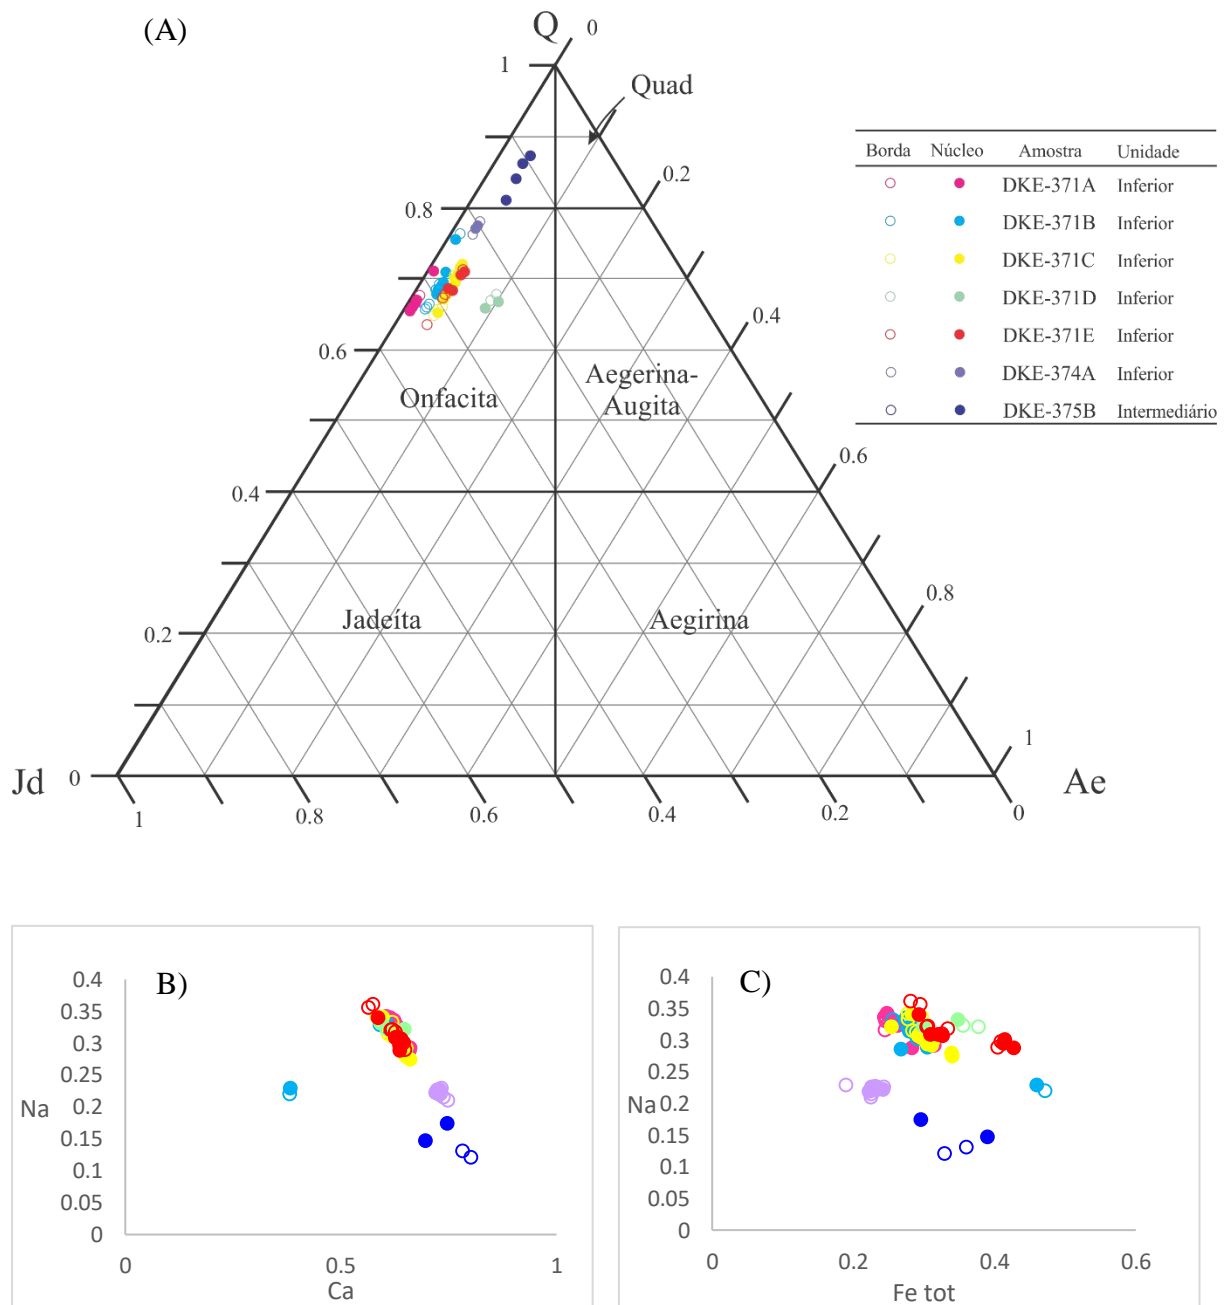 (A)
Q
0
1
Quad
0.2
0.8
0.4
0.6
Onfacita
Aegerina-
Augita
0.6
0.4
0.8
0.2
Jadeíta
Aegirina
1
Jd
0
Ae
1
0.8
0.6
0.4
0.2
0
Borda Núcleo Amostra Unidade
DKE-371A Inferior
DKE-371B Inferior
DKE-371C Inferior
DKE-371D Inferior
DKE-371E Inferior
DKE-374A Inferior
DKE-375B Intermediário
B)
0.4
0.35
0.3
0.25
0.2
0.15
0.1
0.05
0
Na
0
0.5
1
Ca
C)
0.4
0.35
0.3
0.25
0.2
0.15
0.1
0.05
0
Na
0
0.2
0.4
0.6
Fe tot